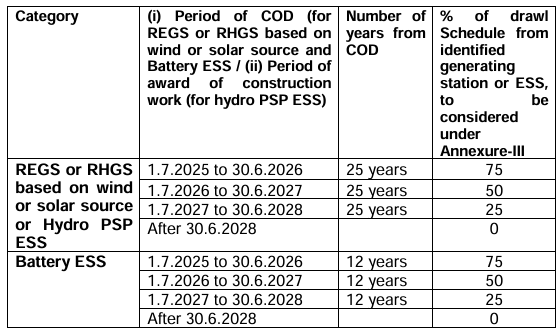 Category
(i) Period of COD (for
REGS or RHGS based on
wind or solar source and
Battery ESS / (ii) Period of
award of construction
work (for hydro PSP ESS)
Number of
years from
COD
% of drawl
Schedule from
identified
generating
station or ESS,
to be
considered
under
Annexure-III
REGS or RHGS
based on wind
or solar source
or Hydro PSP
ESS
1.7.2025 to 30.6.2026 25 years 75
1.7.2026 to 30.6.2027 25 years 50
1.7.2027 to 30.6.2028 25 years 25
After 30.6.2028 0
Battery ESS 1.7.2025 to 30.6.2026 12 years 75
1.7.2026 to 30.6.2027 12 years 50
1.7.2027 to 30.6.2028 12 years 25
After 30.6.2028 0